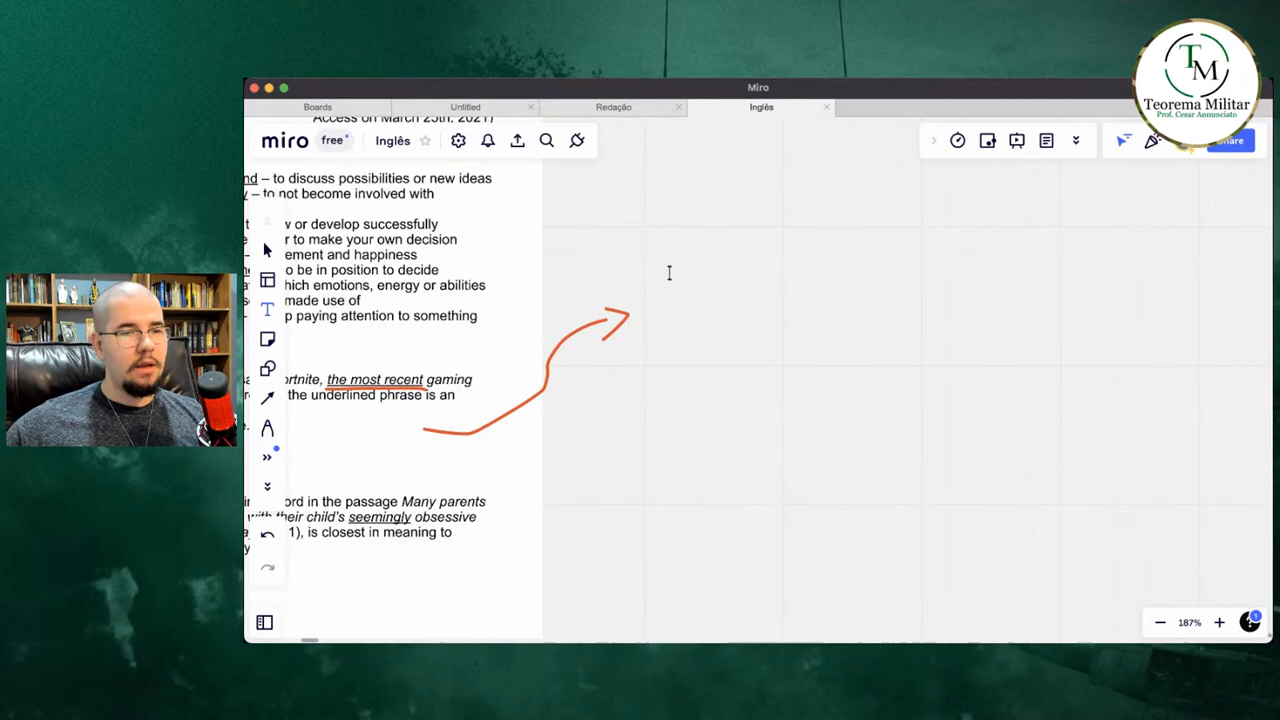 TM
Teorema Militar
Prof. Cesar Annunciato
Miro
Boards
Untitled
Redação
Inglês
Access on March 25th, 2021)
miro
free
Inglês
Share
– to discuss possibilities or new ideas
– to not become involved with
w or develop successfully
r to make your own decision
ement and happiness
o be in position to decide
hich emotions, energy or abilities
made use of
p paying attention to something
ortnite, the most recent gaming
the underlined phrase is an
ord in the passage Many parents
with their child's seemingly obsessive
1), is closest in meaning to
187%
1